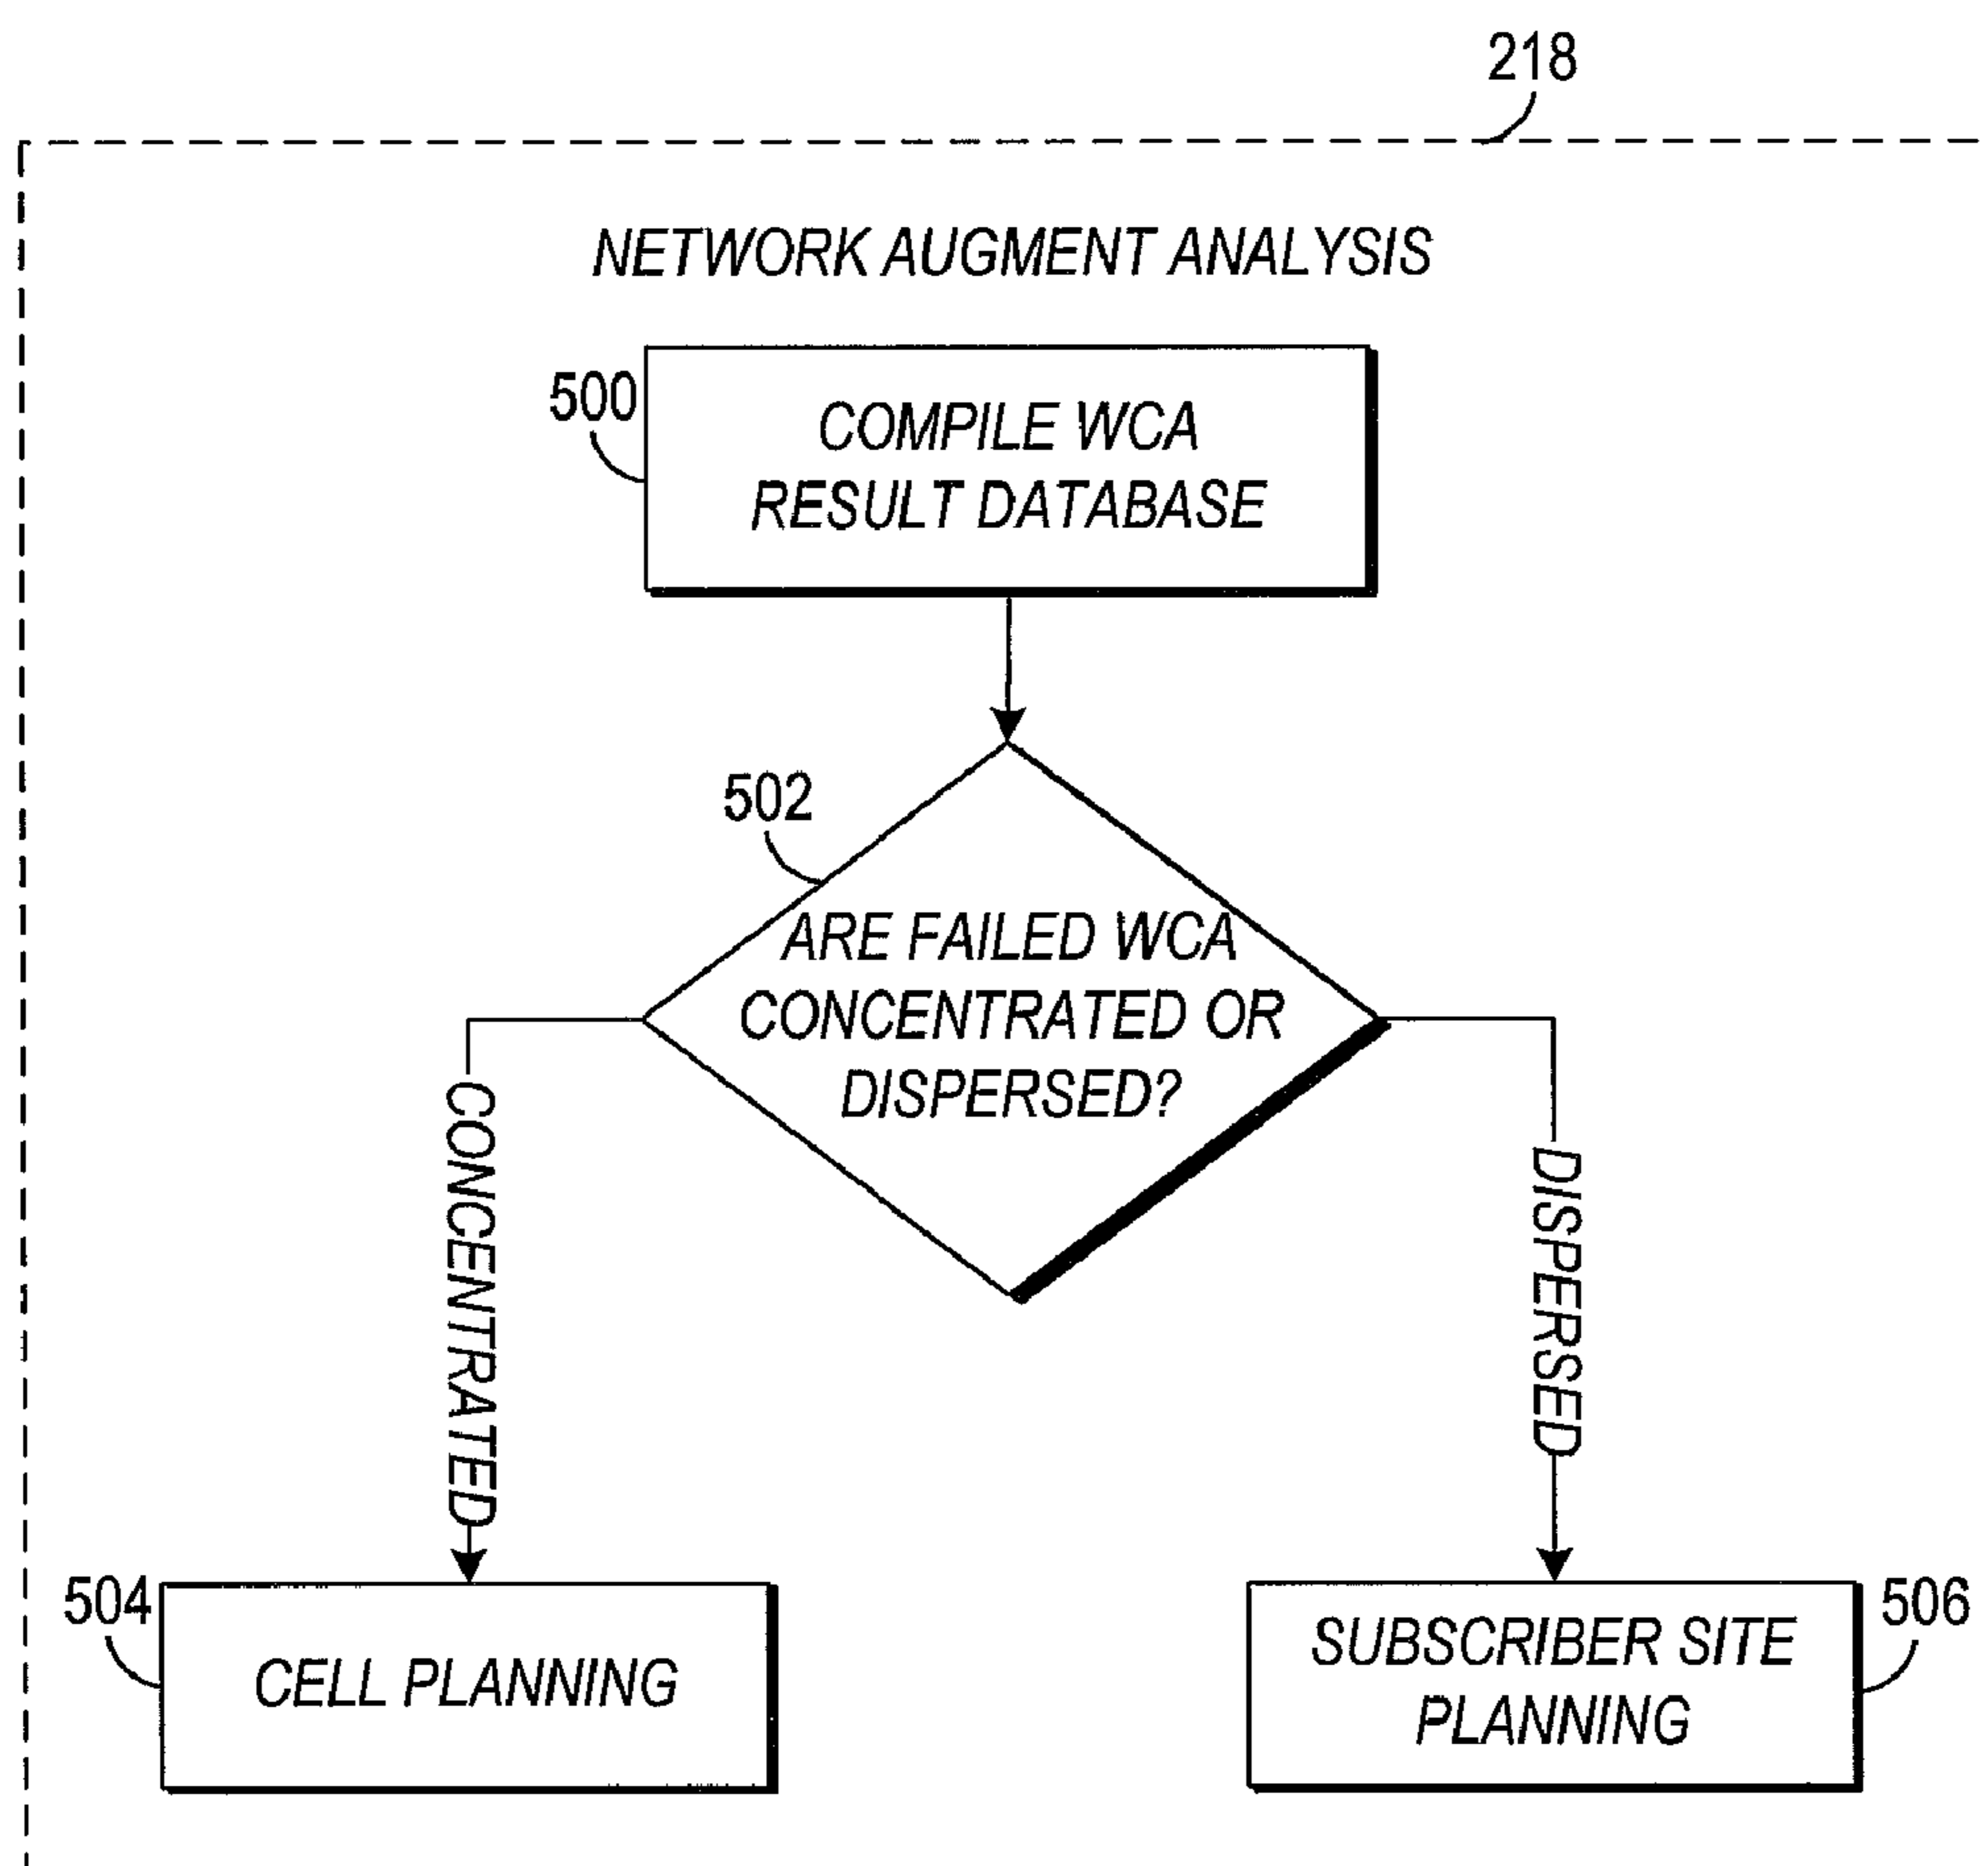 218
NETWORK AUGMENT ANALYSIS
500
COMPILE WCA
RESULT DATABASE
502
ARE FAILED WCA
CONCENTRATED OR
DISPERSED?
CONCENTRATED
DISPERSED
504
CELL PLANNING
SUBSCRIBER SITE
PLANNING
506